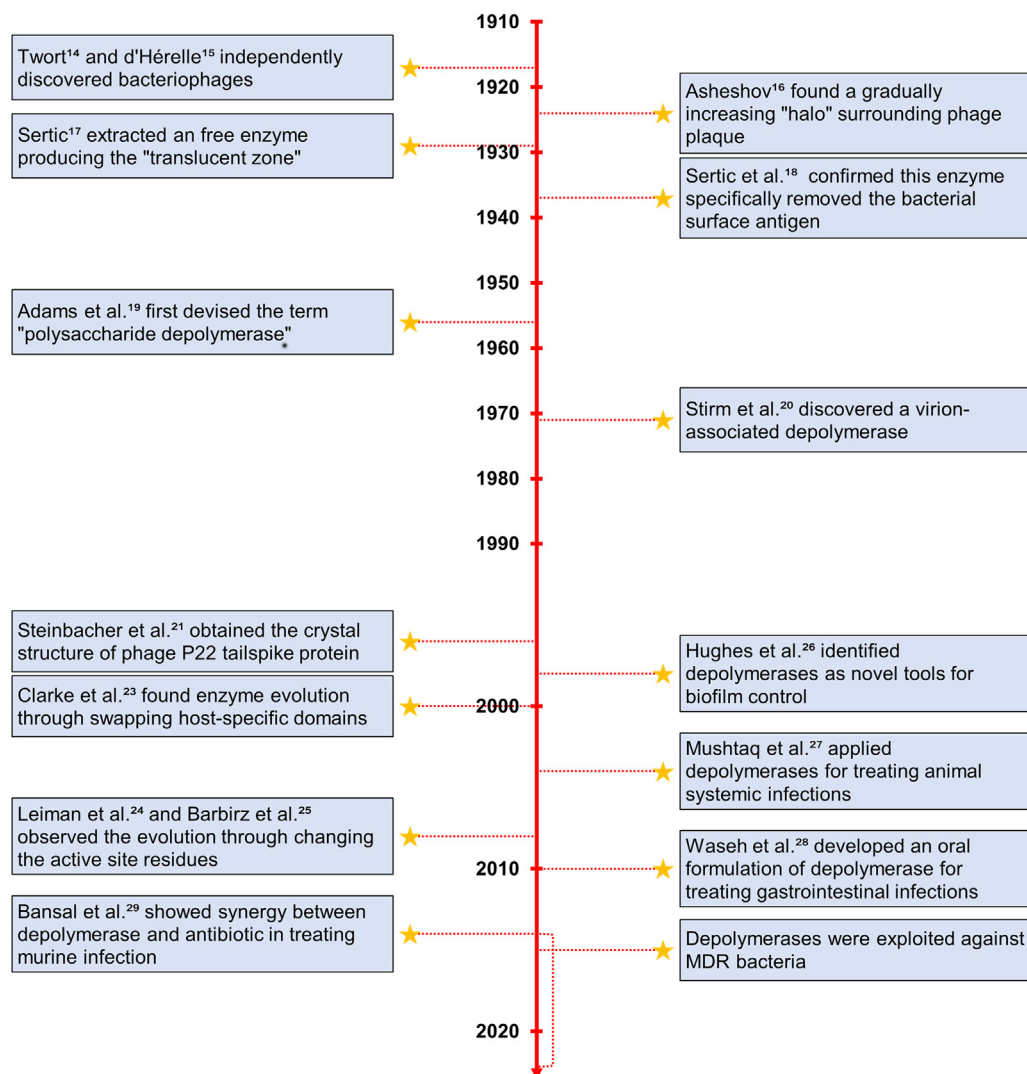 1910
Twort¹⁴ and d'Hérelle¹⁵ independently
discovered bacteriophages
1920
Asheshov¹⁶ found a gradually
increasing "halo" surrounding phage
plaque
Sertic¹⁷ extracted an free enzyme
producing the "translucent zone"
1930
Sertic et al.¹⁸ confirmed this enzyme
specifically removed the bacterial
surface antigen
1940
1950
Adams et al.¹⁹ first devised the term
"polysaccharide depolymerase"
1960
1970
Stirm et al.²⁰ discovered a virion-
associated depolymerase
1980
1990
Steinbacher et al.²¹ obtained the crystal
structure of phage P22 tailspike protein
Hughes et al.²⁶ identified
depolymerases as novel tools for
biofilm control
Clarke et al.²³ found enzyme evolution
through swapping host-specific domains
2000
Mushtaq et al.²⁷ applied
depolymerases for treating animal
systemic infections
Leiman et al.²⁴ and Barbirz et al.²⁵
observed the evolution through changing
the active site residues
2010
Waseh et al.²⁸ developed an oral
formulation of depolymerase for
treating gastrointestinal infections
Bansal et al.²⁹ showed synergy between
depolymerase and antibiotic in treating
murine infection
Depolymerases were exploited against
MDR bacteria
2020